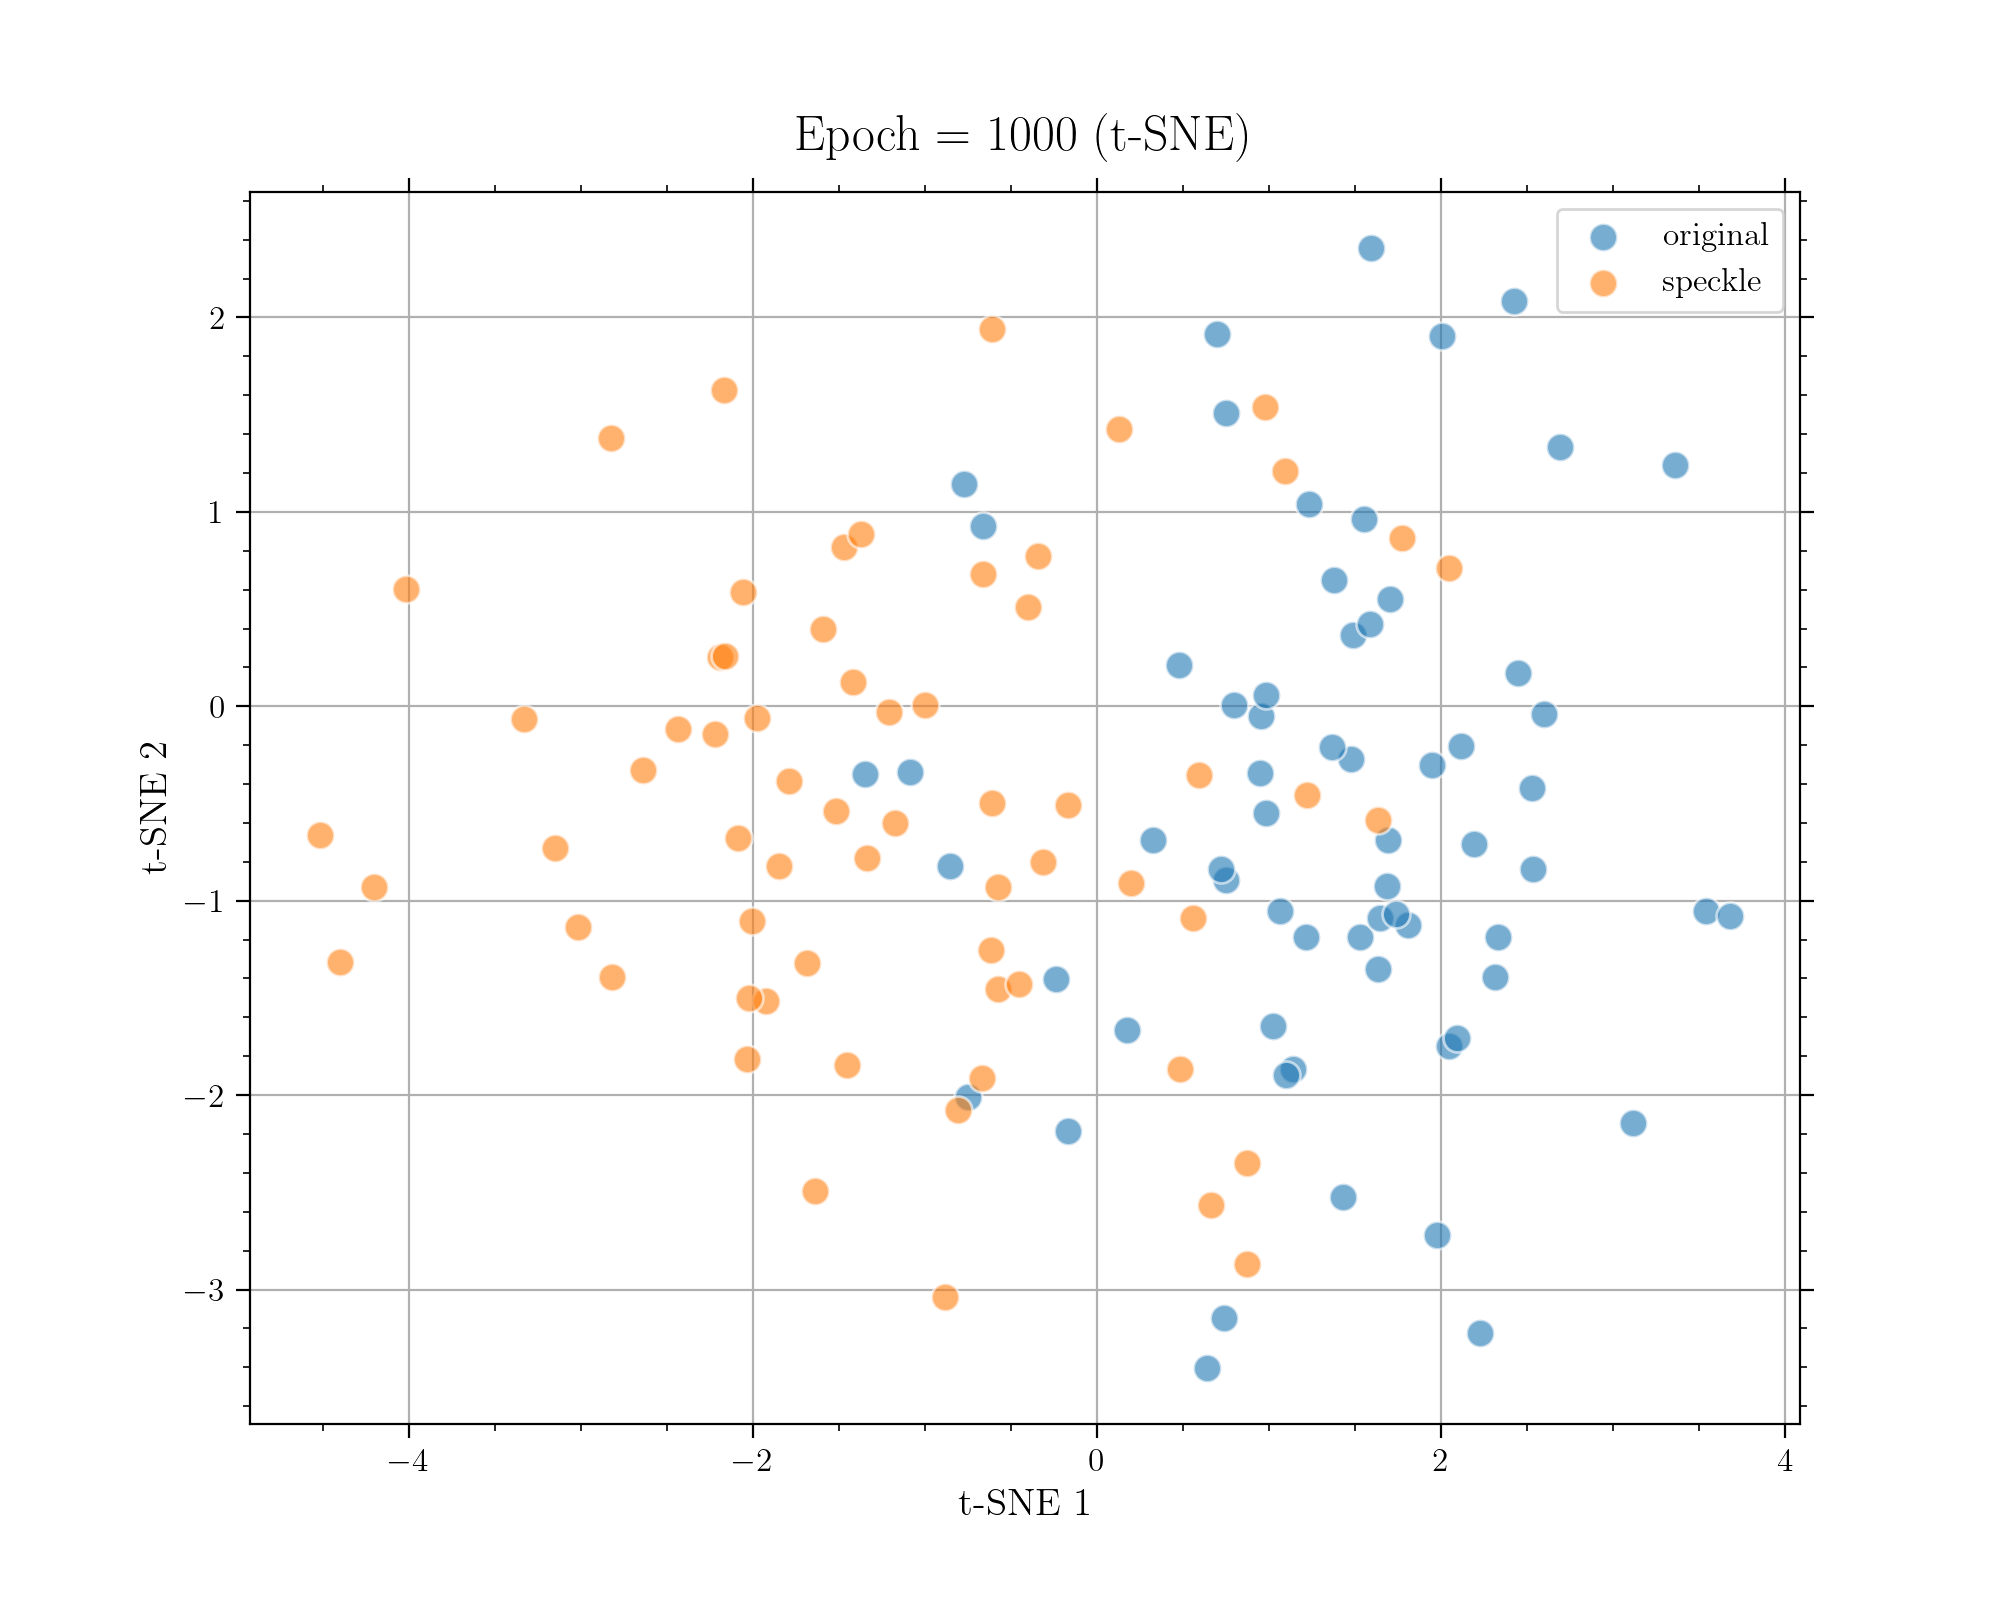 Epoch = 1000 (t-SNE)
original
speckle
2
1
0
−1
−2
−3
t-SNE 2
−4
−2
0
2
4
t-SNE 1